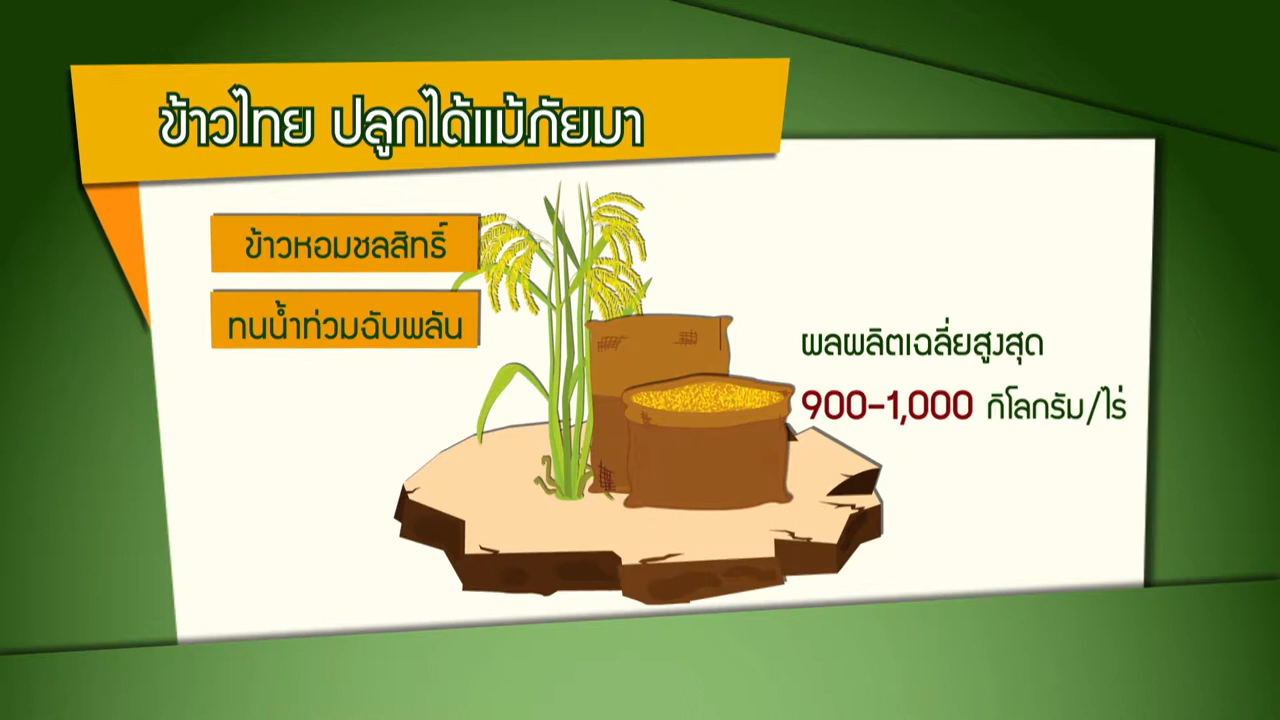 ข้าวไทย ปลูกได้แม้ภัยมา
ข้าวหอมชลสิทธิ์
ทนน้ำท่วมฉับพลัน
ผลผลิตเฉลี่ยสูงสุด
900-1,000 กิโลกรัม/ไร่